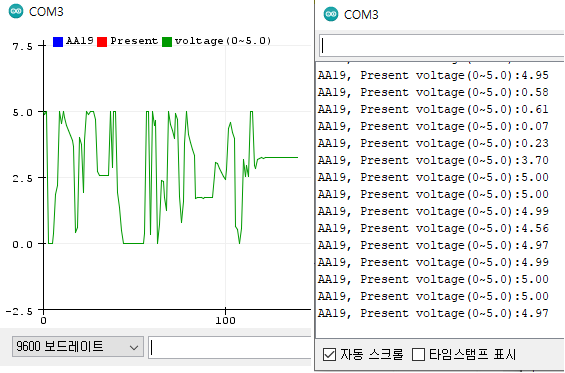 COM3
7.5
AA19 Present voltage(0~5.0)
5.0
2.5
0.0
-2.5
0 100
9600 보드레이트
COM3
AA19, Present voltage(0~5.0):4.95
AA19, Present voltage(0~5.0):0.58
AA19, Present voltage(0~5.0):0.61
AA19, Present voltage(0~5.0):0.07
AA19, Present voltage(0~5.0):0.23
AA19, Present voltage(0~5.0):3.70
AA19, Present voltage(0~5.0):5.00
AA19, Present voltage(0~5.0):5.00
AA19, Present voltage(0~5.0):4.99
AA19, Present voltage(0~5.0):4.56
AA19, Present voltage(0~5.0):4.97
AA19, Present voltage(0~5.0):4.99
AA19, Present voltage(0~5.0):5.00
AA19, Present voltage(0~5.0):5.00
AA19, Present voltage(0~5.0):4.97
자동 스크롤 타임스탬프 표시